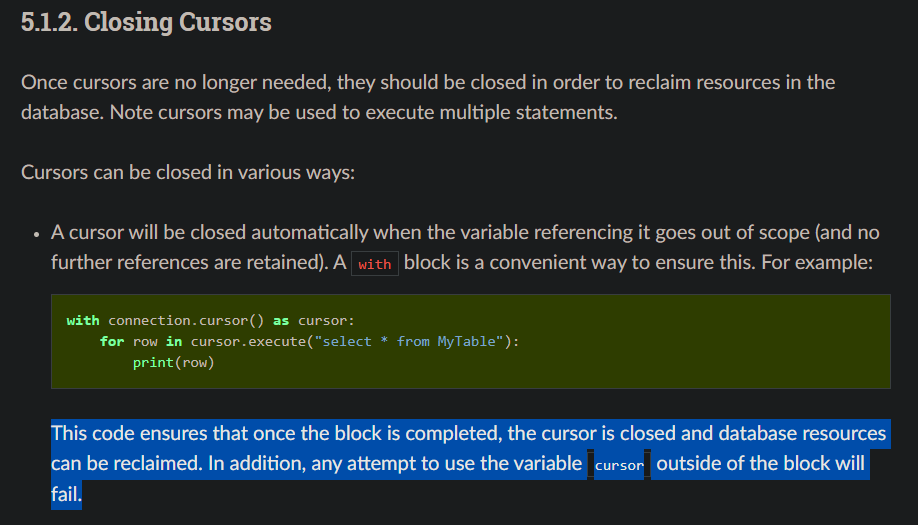 5.1.2. Closing Cursors
Once cursors are no longer needed, they should be closed in order to reclaim resources in the
database. Note cursors may be used to execute multiple statements.
Cursors can be closed in various ways:
• A cursor will be closed automatically when the variable referencing it goes out of scope (and no
further references are retained). A with block is a convenient way to ensure this. For example:
with connection.cursor() as cursor:
    for row in cursor.execute("select * from MyTable"):
        print(row)
This code ensures that once the block is completed, the cursor is closed and database resources
can be reclaimed. In addition, any attempt to use the variable cursor outside of the block will
fail.